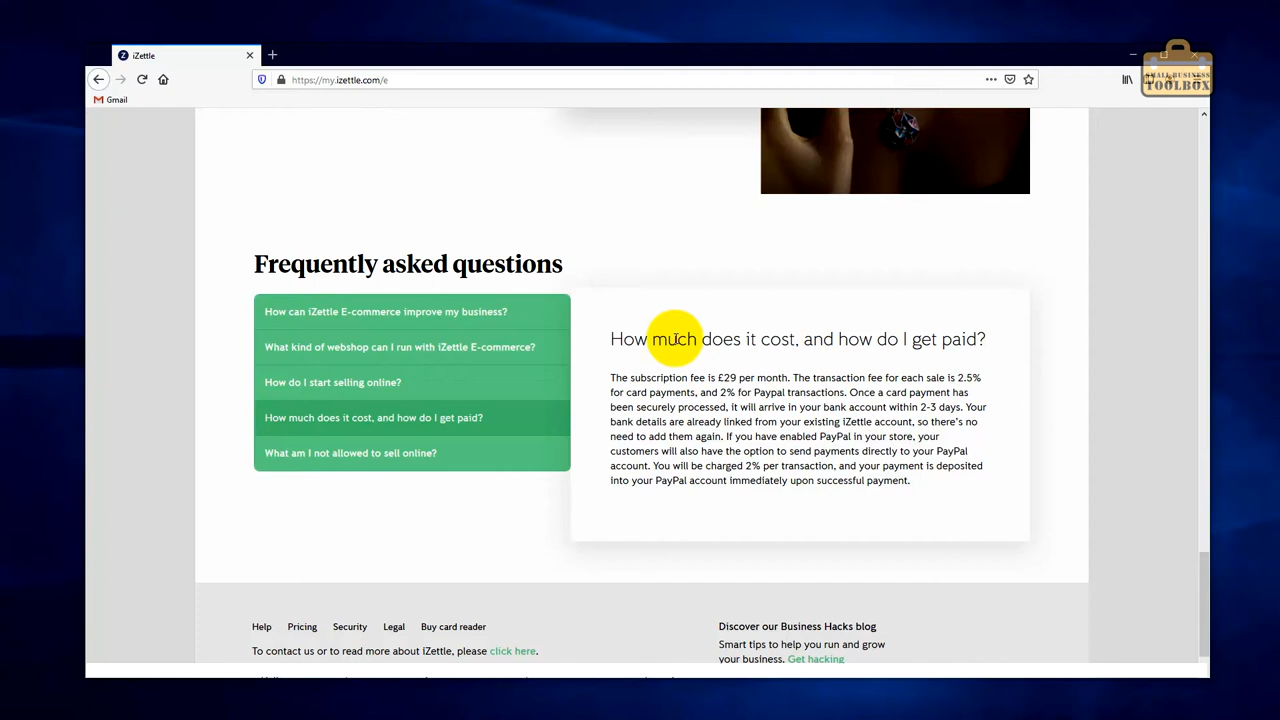 iZettle
SMALL BUSINESS
TOOLBOX
https://my.izettle.com/e
Gmail
Frequently asked questions
How can iZettle E-commerce improve my business?
What kind of webshop can I run with iZettle E-commerce?
How do I start selling online?
How much does it cost, and how do I get paid?
What am I not allowed to sell online?
How much does it cost, and how do I get paid?
The subscription fee is £29 per month. The transaction fee for each sale is 2.5%
for card payments, and 2% for Paypal transactions. Once a card payment has
been securely processed, it will arrive in your bank account within 2-3 days. Your
bank details are already linked from your existing iZettle account, so there's no
need to add them again. If you have enabled PayPal in your store, your
customers will also have the option to send payments directly to your PayPal
account. You will be charged 2% per transaction, and your payment is deposited
into your PayPal account immediately upon successful payment.
Help Pricing Security Legal Buy card reader
To contact us or to read more about iZettle, please click here.
Discover our Business Hacks blog
Smart tips to help you run and grow
your business. Get hacking